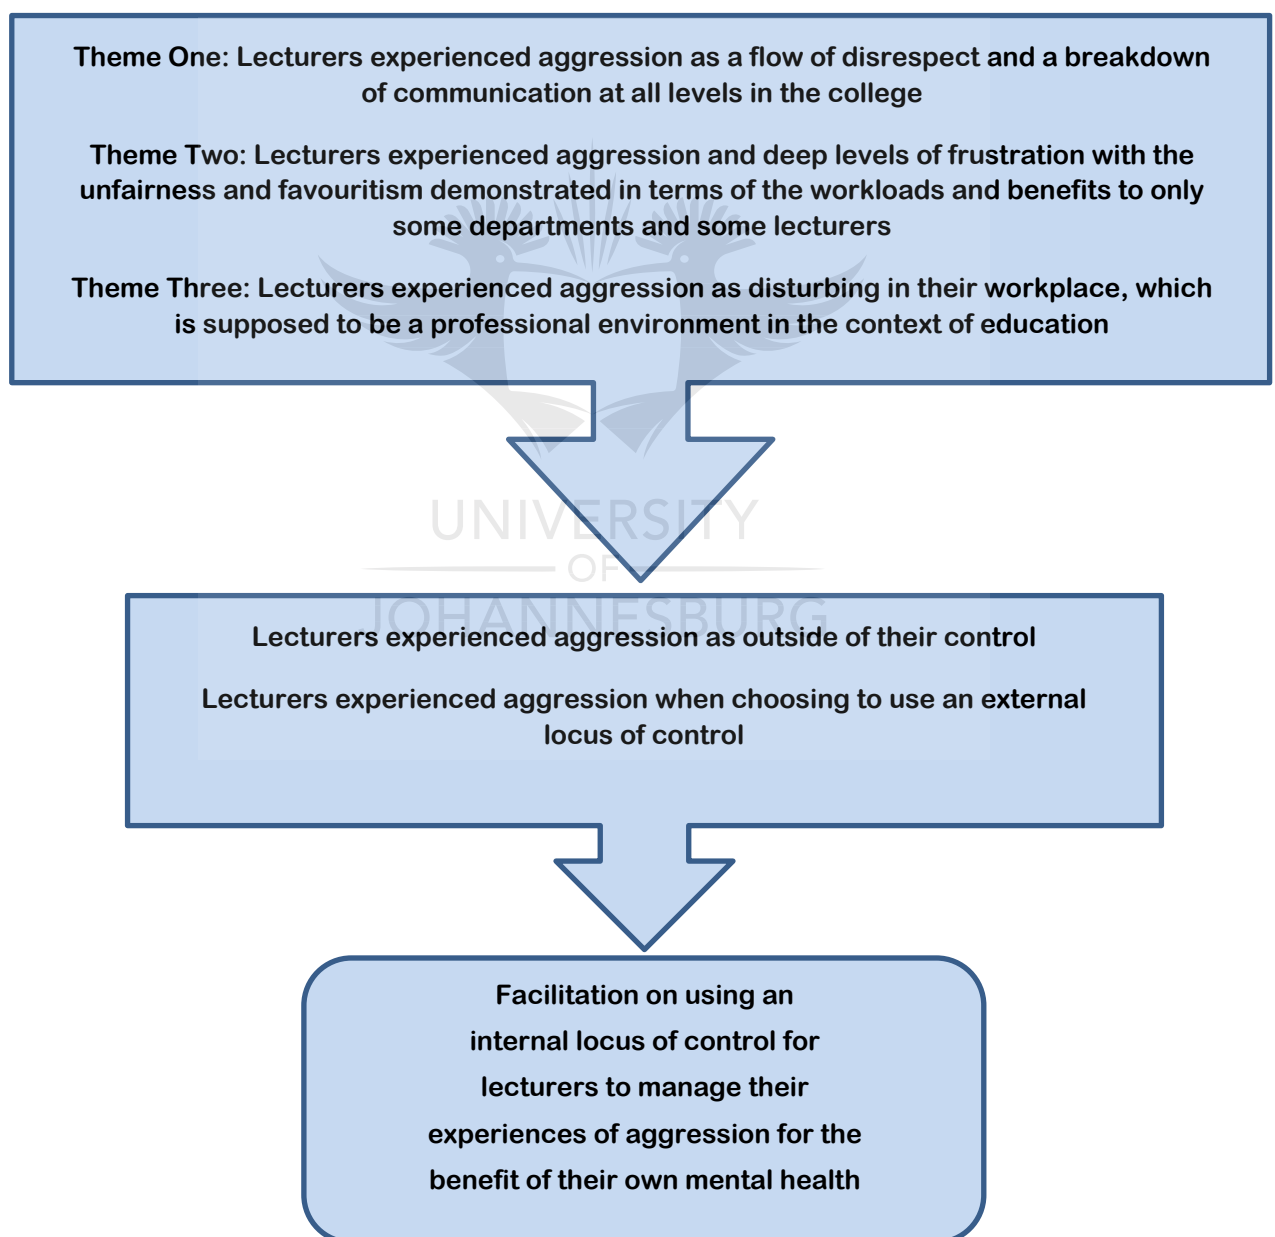 Theme One: Lecturers experienced aggression as a flow of disrespect and a breakdown
of communication at all levels in the college
Theme Two: Lecturers experienced aggression and deep levels of frustration with the
unfairness and favouritism demonstrated in terms of the workloads and benefits to only
some departments and some lecturers
Theme Three: Lecturers experienced aggression as disturbing in their workplace, which
is supposed to be a professional environment in the context of education
UNIVERSITY
OF
JOHANNESBURG
Lecturers experienced aggression as outside of their control
Lecturers experienced aggression when choosing to use an external
locus of control
Facilitation on using an
internal locus of control for
lecturers to manage their
experiences of aggression for the
benefit of their own mental health